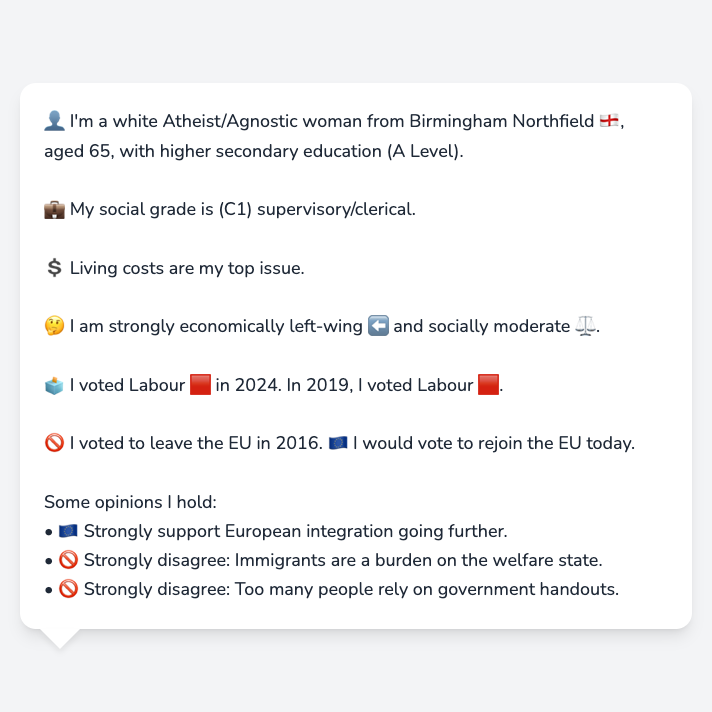 👤 I'm a white Atheist/Agnostic woman from Birmingham Northfield 🏴󠁧󠁢󠁥󠁮󠁧󠁿,
aged 65, with higher secondary education (A Level).
💼 My social grade is (C1) supervisory/clerical.
💲 Living costs are my top issue.
🤔 I am strongly economically left-wing ⬅️ and socially moderate ⚖️.
🗳️ I voted Labour 🟥 in 2024. In 2019, I voted Labour 🟥.
🚫 I voted to leave the EU in 2016. 🇪🇺 I would vote to rejoin the EU today.
Some opinions I hold:
• 🇪🇺 Strongly support European integration going further.
• 🚫 Strongly disagree: Immigrants are a burden on the welfare state.
• 🚫 Strongly disagree: Too many people rely on government handouts.